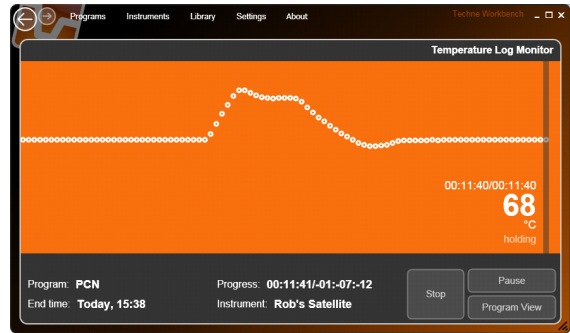 Programs Instruments Library Settings About Techne Workbench
Temperature Log Monitor
00:11:40/00:11:40
68
°C
holding
Program: PCN Progress: 00:11:41/-01:-07:-12
End time: Today, 15:38 Instrument: Rob's Satellite
Stop
Pause
Program View